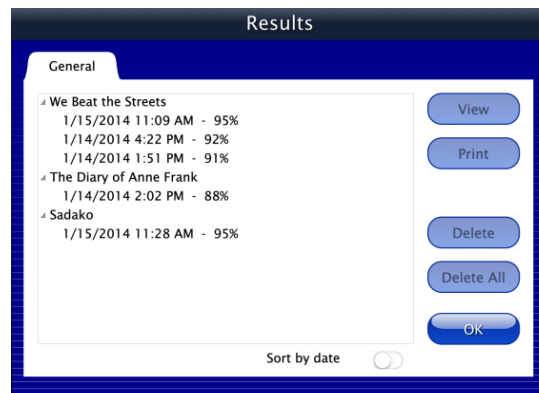 Results
General
We Beat the Streets
1/15/2014 11:09 AM - 95%
1/14/2014 4:22 PM - 92%
1/14/2014 1:51 PM - 91%
The Diary of Anne Frank
1/14/2014 2:02 PM - 88%
Sadako
1/15/2014 11:28 AM - 95%
View
Print
Delete
Delete All
OK
Sort by date